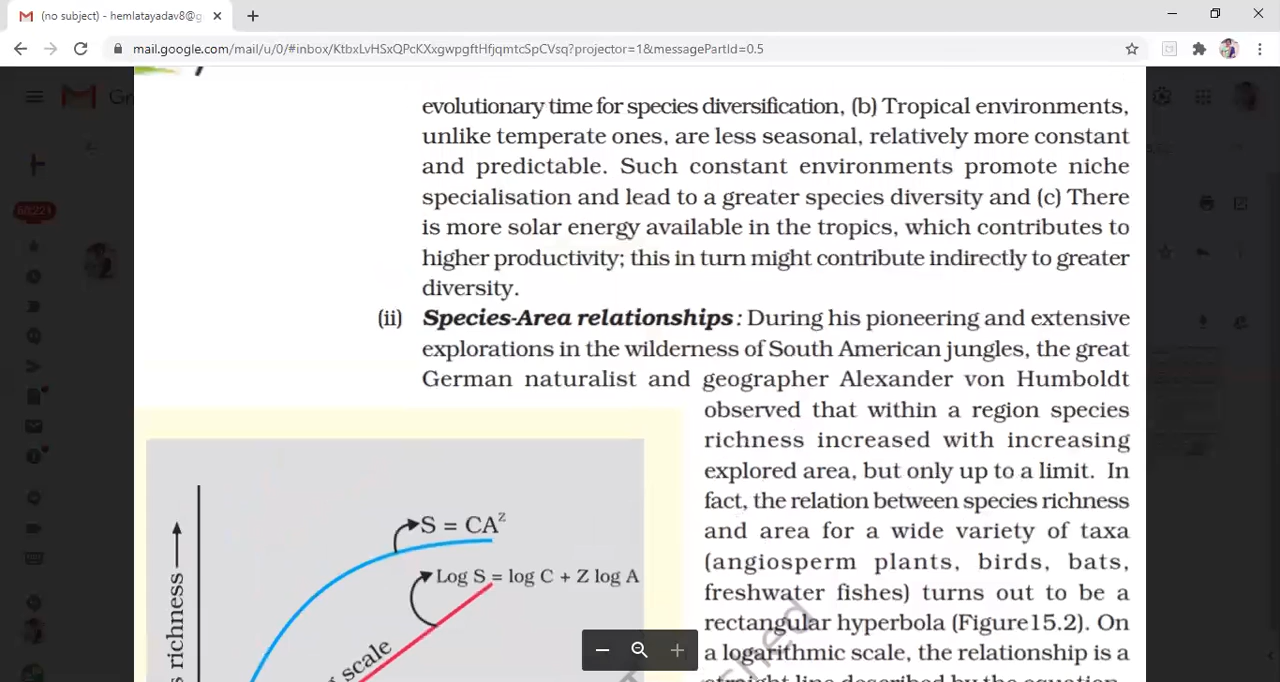 (no subject) - hemlatayadav8@g
mail.google.com/mail/u/0/#inbox/KtbxLvHSxQPcKXxgwpgftHfjqmtcSpCVsq?projector=1&messagePartId=0.5
evolutionary time for species diversification, (b) Tropical environments,
unlike temperate ones, are less seasonal, relatively more constant
and predictable. Such constant environments promote niche
specialisation and lead to a greater species diversity and (c) There
is more solar energy available in the tropics, which contributes to
higher productivity; this in turn might contribute indirectly to greater
diversity.
(ii) Species-Area relationships: During his pioneering and extensive
explorations in the wilderness of South American jungles, the great
German naturalist and geographer Alexander von Humboldt
observed that within a region species
richness increased with increasing
explored area, but only up to a limit. In
fact, the relation between species richness
and area for a wide variety of taxa
(angiosperm plants, birds, bats,
freshwater fishes) turns out to be a
rectangular hyperbola (Figure15.2). On
a logarithmic scale, the relationship is a
straight line described by the equation
S = CA^Z
Log S = log C + Z log A
richness
scale